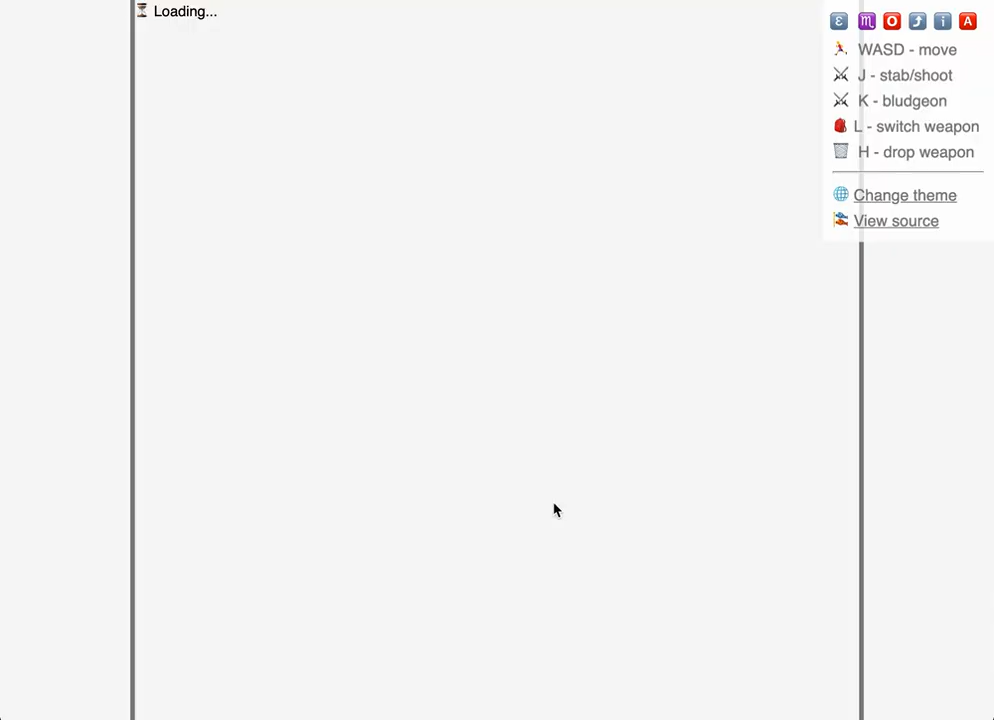 ⏳ Loading...
ε ♏ O ⤴ i A
WASD - move
J - stab/shoot
K - bludgeon
L - switch weapon
H - drop weapon
Change theme
View source